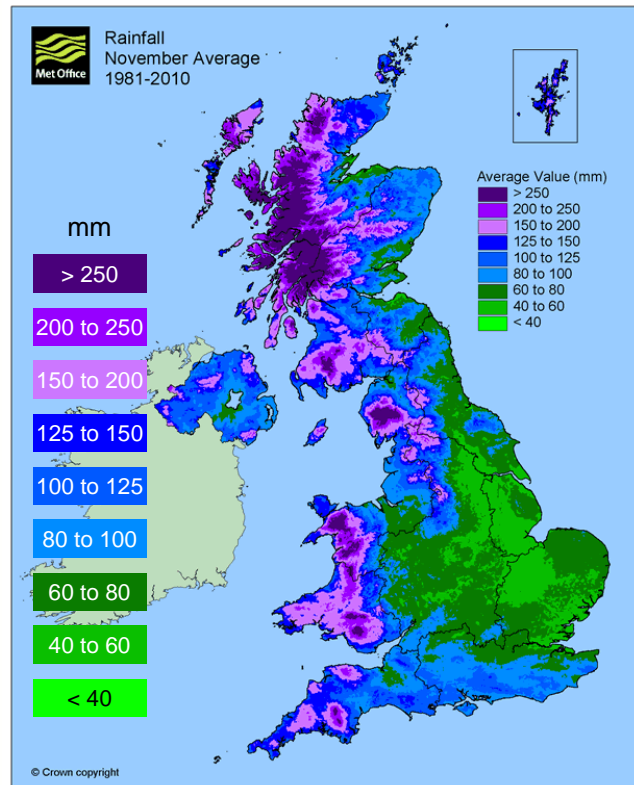 Met Office
Rainfall
November Average
1981-2010
mm
> 250
200 to 250
150 to 200
125 to 150
100 to 125
80 to 100
60 to 80
40 to 60
< 40
Average Value (mm)
> 250
200 to 250
150 to 200
125 to 150
100 to 125
80 to 100
60 to 80
40 to 60
< 40
© Crown copyright